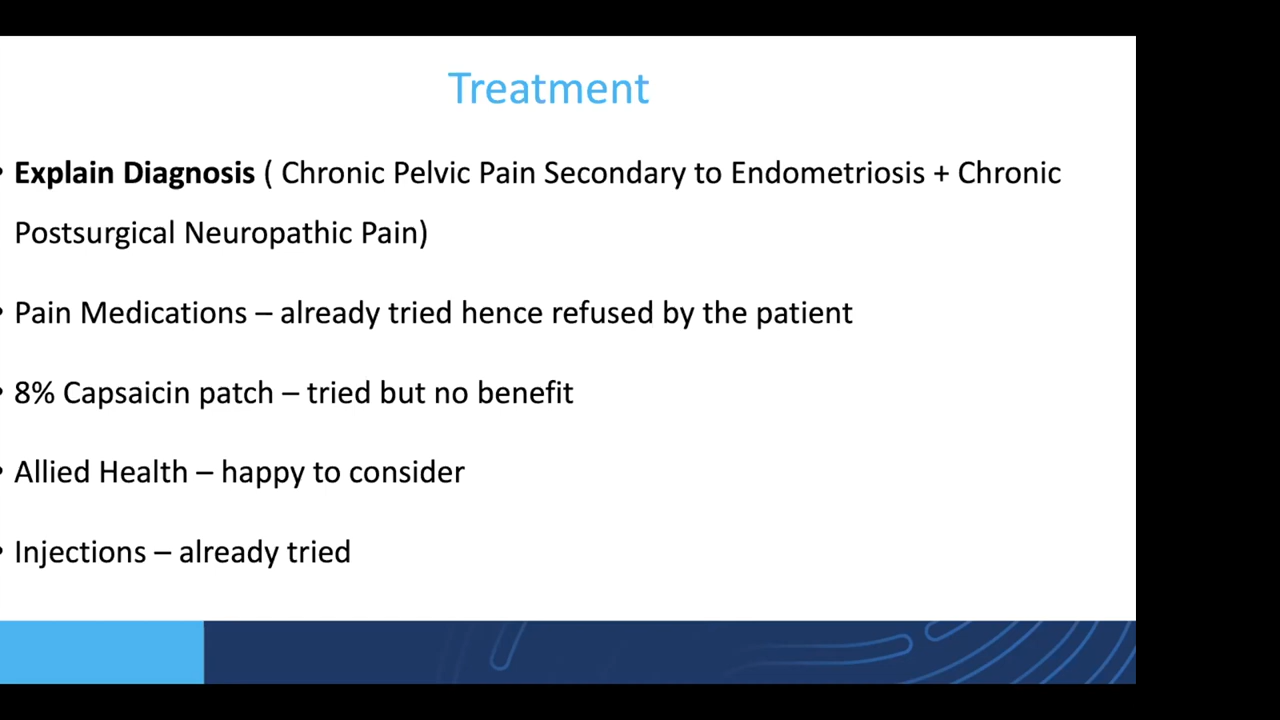 Treatment
• Explain Diagnosis ( Chronic Pelvic Pain Secondary to Endometriosis + Chronic
Postsurgical Neuropathic Pain)
• Pain Medications – already tried hence refused by the patient
• 8% Capsaicin patch – tried but no benefit
• Allied Health – happy to consider
• Injections – already tried